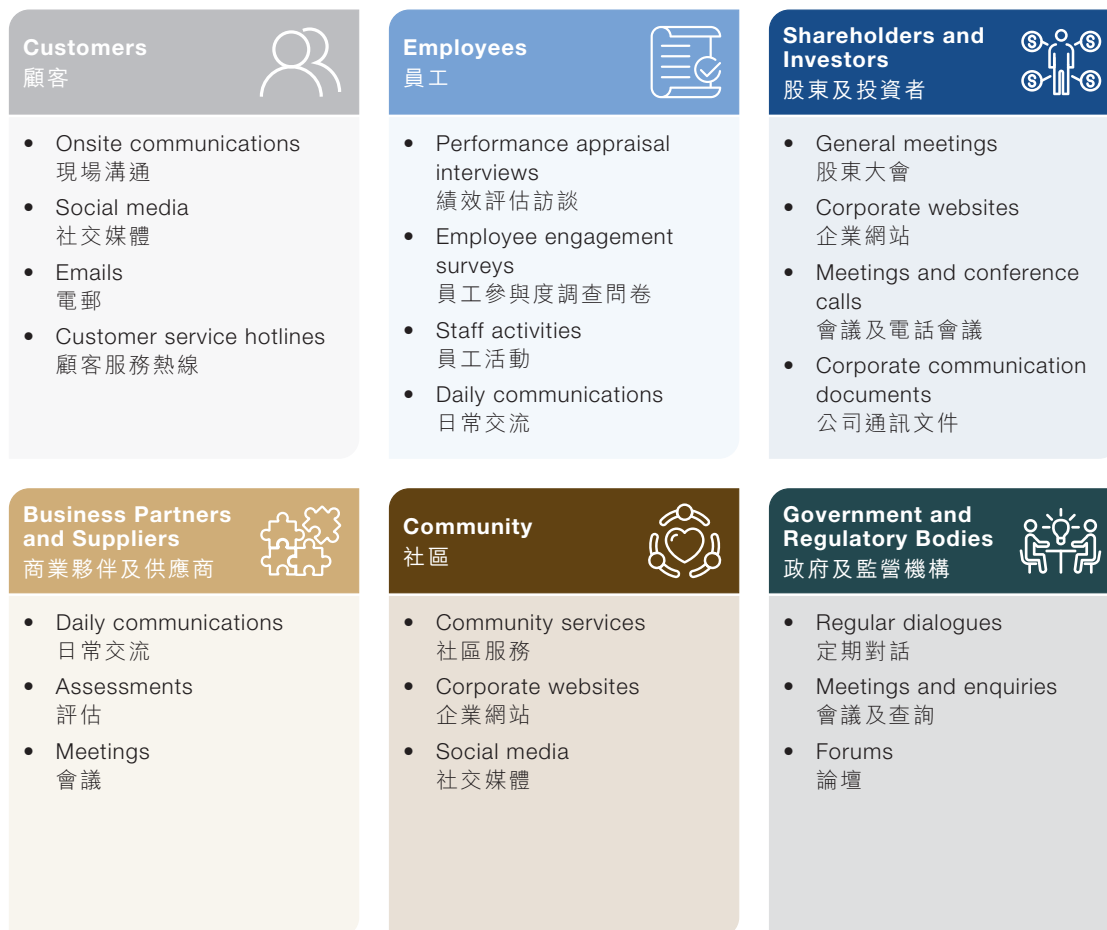 Customers
顧客
• Onsite communications
現場溝通
• Social media
社交媒體
• Emails
電郵
• Customer service hotlines
顧客服務熱線
Employees
員工
• Performance appraisal
interviews
績效評估訪談
• Employee engagement
surveys
員工參與度調查問卷
• Staff activities
員工活動
• Daily communications
日常交流
Shareholders and
Investors
股東及投資者
• General meetings
股東大會
• Corporate websites
企業網站
• Meetings and conference
calls
會議及電話會議
• Corporate communication
documents
公司通訊文件
Business Partners
and Suppliers
商業夥伴及供應商
• Daily communications
日常交流
• Assessments
評估
• Meetings
會議
Community
社區
• Community services
社區服務
• Corporate websites
企業網站
• Social media
社交媒體
Government and
Regulatory Bodies
政府及監營機構
• Regular dialogues
定期對話
• Meetings and enquiries
會議及查詢
• Forums
論壇